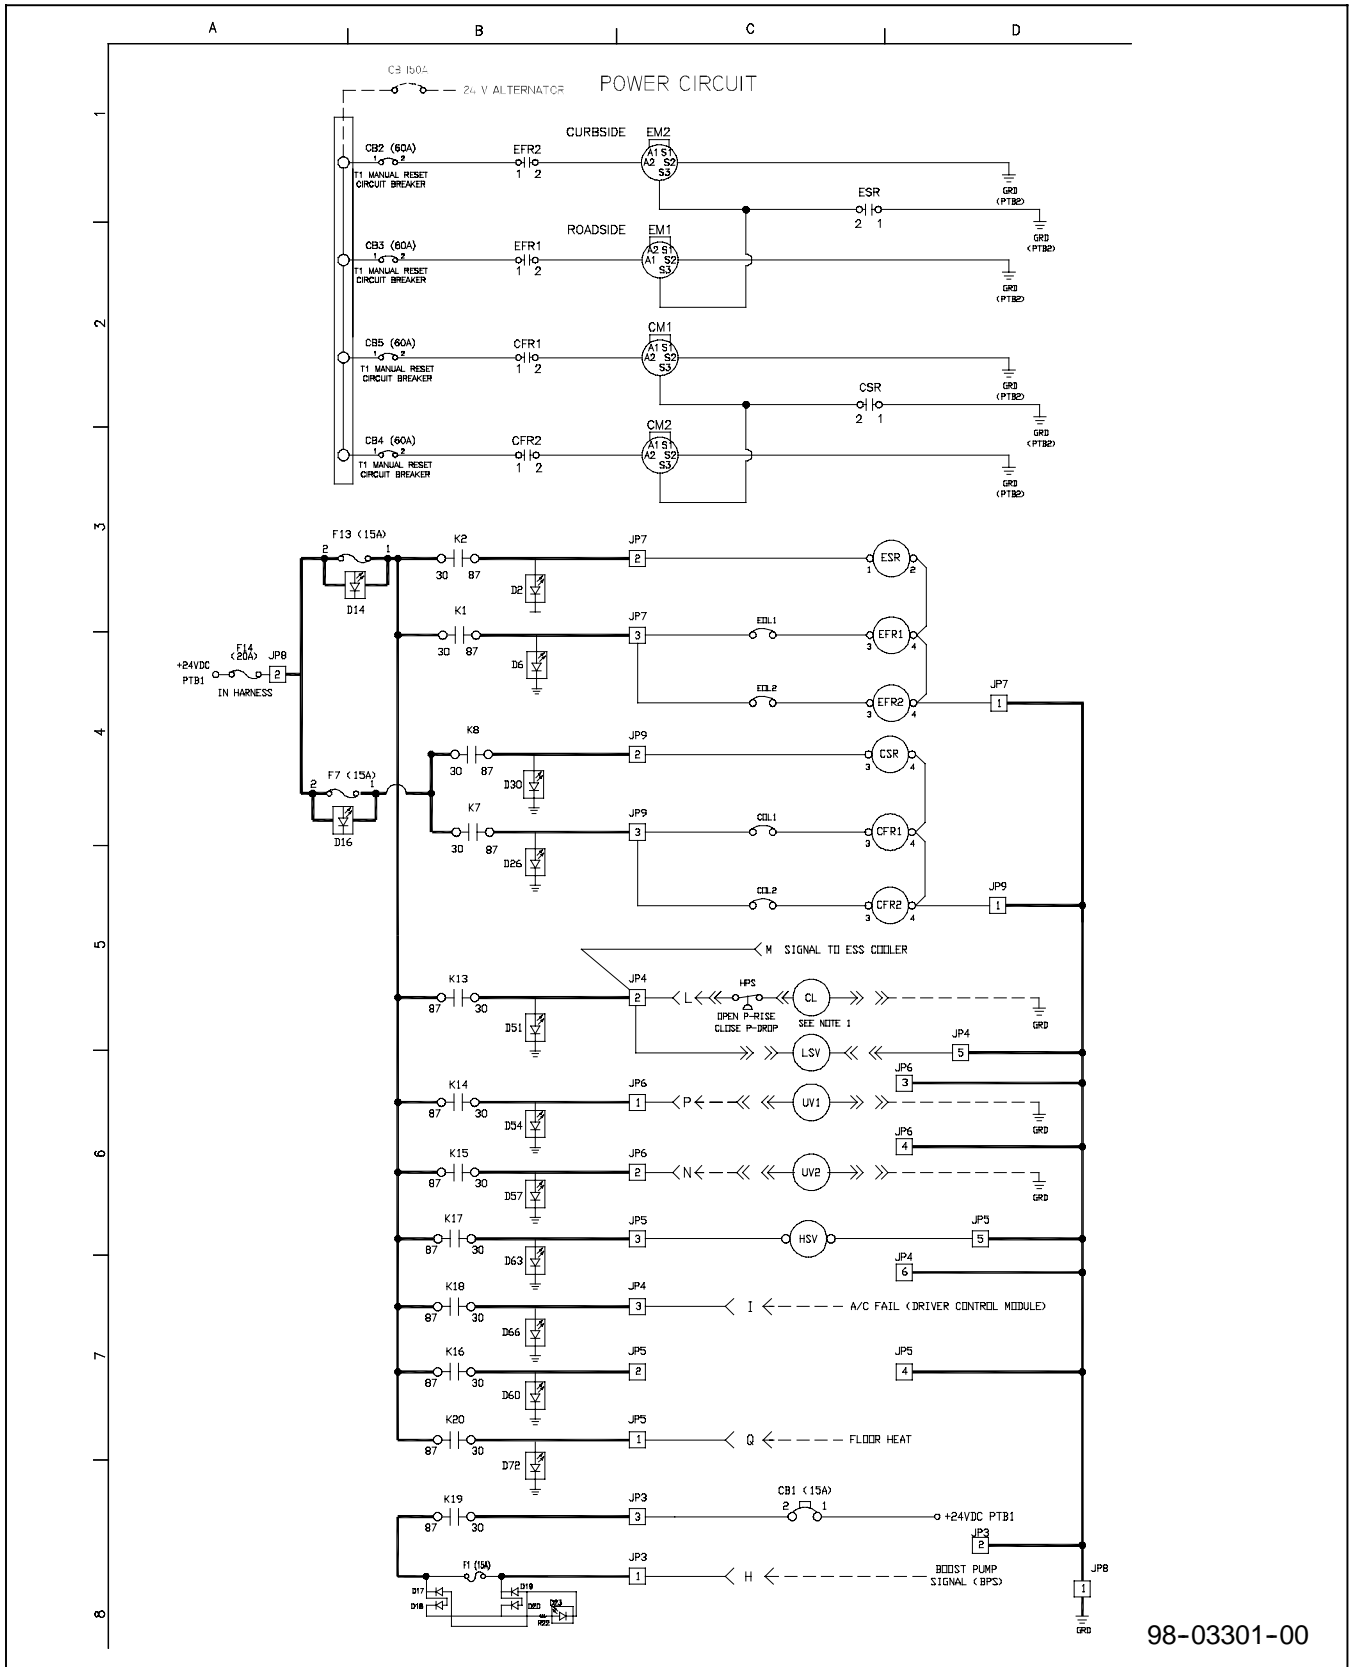 A B C D
CB 150A
24 V ALTERNATOR
POWER CIRCUIT
1
CURBSIDE EM2
CB2 (60A) EFR2 A1 S1
1 2 A2 S2
T1 MANUAL RESET 1 2 S3
CIRCUIT BREAKER
GRD
(PTB2)
ESR
2 1
GRD
(PTB2)
ROADSIDE EM1
CB3 (60A) EFR1 A2 S1
1 2 A1 S2
T1 MANUAL RESET 1 2 S3
CIRCUIT BREAKER
GRD
(PTB2)
2
CM1
CB5 (60A) CFR1 A1 S1
1 2 A2 S2
T1 MANUAL RESET 1 2 S3
CIRCUIT BREAKER
GRD
(PTB2)
CSR
2 1
GRD
(PTB2)
CM2
CB4 (60A) CFR2 A1 S1
1 2 A2 S2
T1 MANUAL RESET 1 2 S3
CIRCUIT BREAKER
GRD
(PTB2)
3
F13 (15A) K2 JP7
2 1 2 ESR
30 87 1 2
D14 D2
K1 JP7 EOL1
3 EFR1
30 87 3 4
D6
F14
(20A) JP8
+24VDC
PTB1 2
IN HARNESS
EOL2 JP7
EFR2 1
3 4
4
K8 JP9
2 CSR
30 87 3 4
F7 (15A) D30
2 1
D16
K7 JP9 COL1
3 CFR1
30 87 3 4
D26
COL2 JP9
CFR2 1
3 4
5
M SIGNAL TO ESS COOLER
K13 JP4 HPS
2 L CL
87 30 OPEN P-RISE SEE NOTE 1
CLOSE P-DROP
GRD
D51
JP4
LSV 5
JP6
3
K14 JP6
1 P UV1
87 30
D54
GRD
6
JP6
4
K15 JP6
2 N UV2
87 30
D57
GRD
K17 JP5 JP5
3 HSV 5
87 30
D63
JP4
6
K18 JP4
3 I A/C FAIL (DRIVER CONTROL MODULE)
87 30
D66
7
K16 JP5 JP5
2 4
87 30
D60
K20 JP5
1 Q FLOOR HEAT
87 30
D72
K19 JP3 CB1 (15A)
3 2 1 +24VDC PTB1
87 30
JP3
2
F1 (15A) JP3
1 H BOOST PUMP
SIGNAL (BPS)
JP8
1
GRD
D17 D19
D18 D20 D23
R22
8
98-03301-00